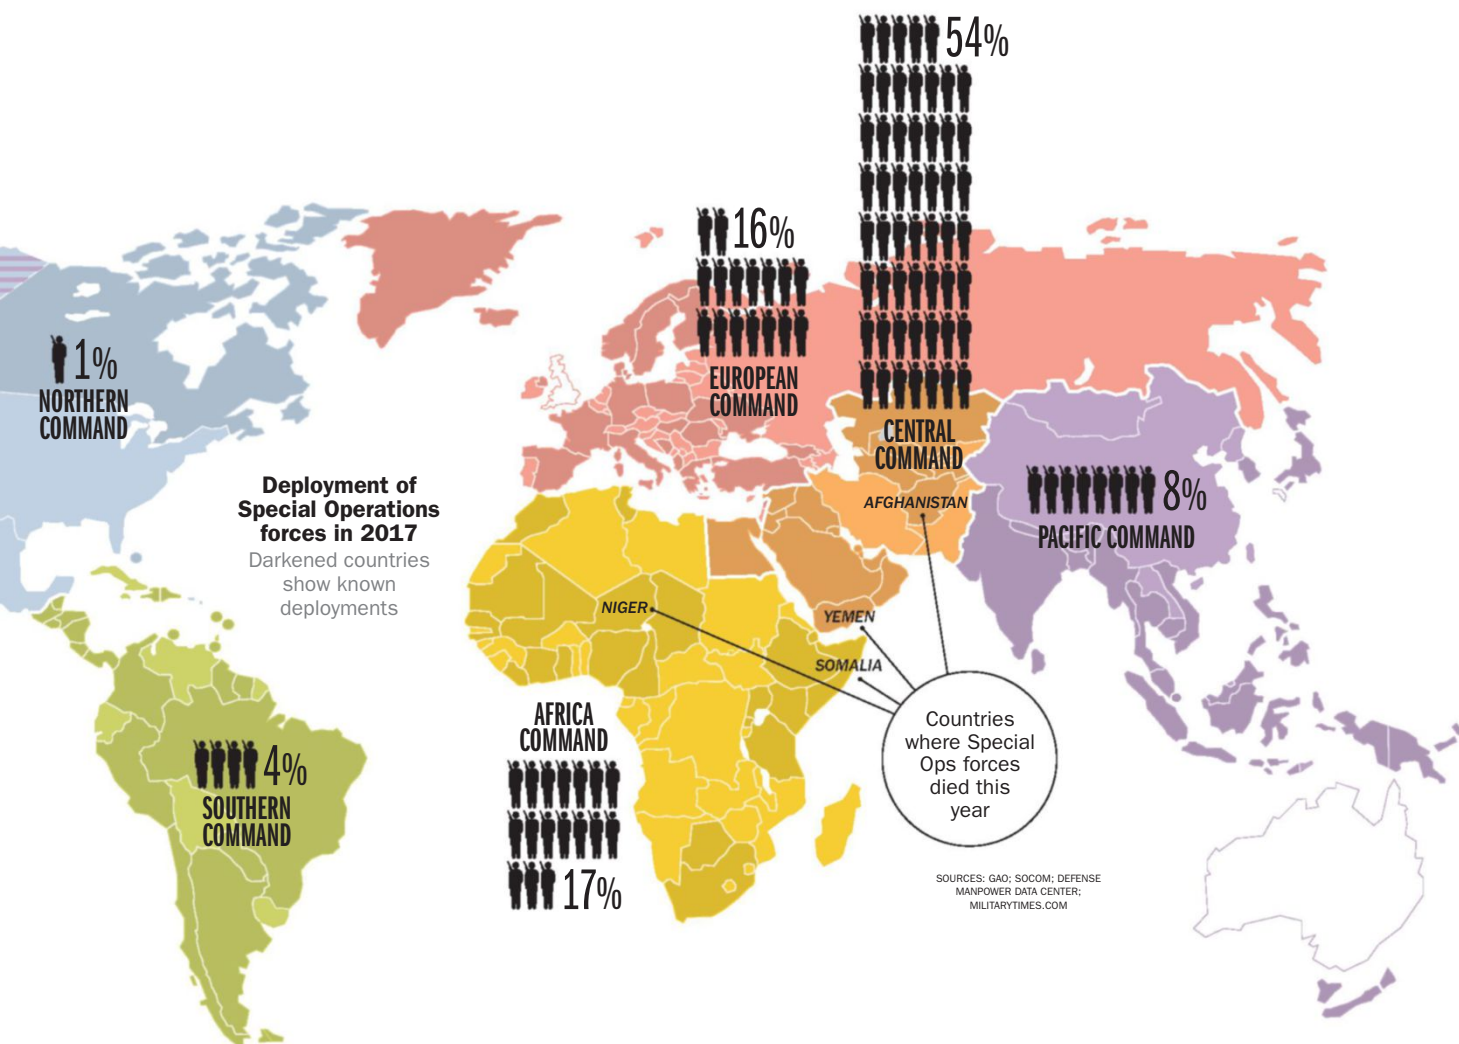 54%
16%
1%
NORTHERN
COMMAND
EUROPEAN
COMMAND
CENTRAL
COMMAND
8%
PACIFIC COMMAND
Deployment of
Special Operations
forces in 2017
Darkened countries
show known
deployments
AFGHANISTAN
NIGER
YEMEN
SOMALIA
AFRICA
COMMAND
17%
4%
SOUTHERN
COMMAND
Countries
where Special
Ops forces
died this
year
SOURCES: GAO; SOCOM; DEFENSE
MANPOWER DATA CENTER;
MILITARYTIMES.COM